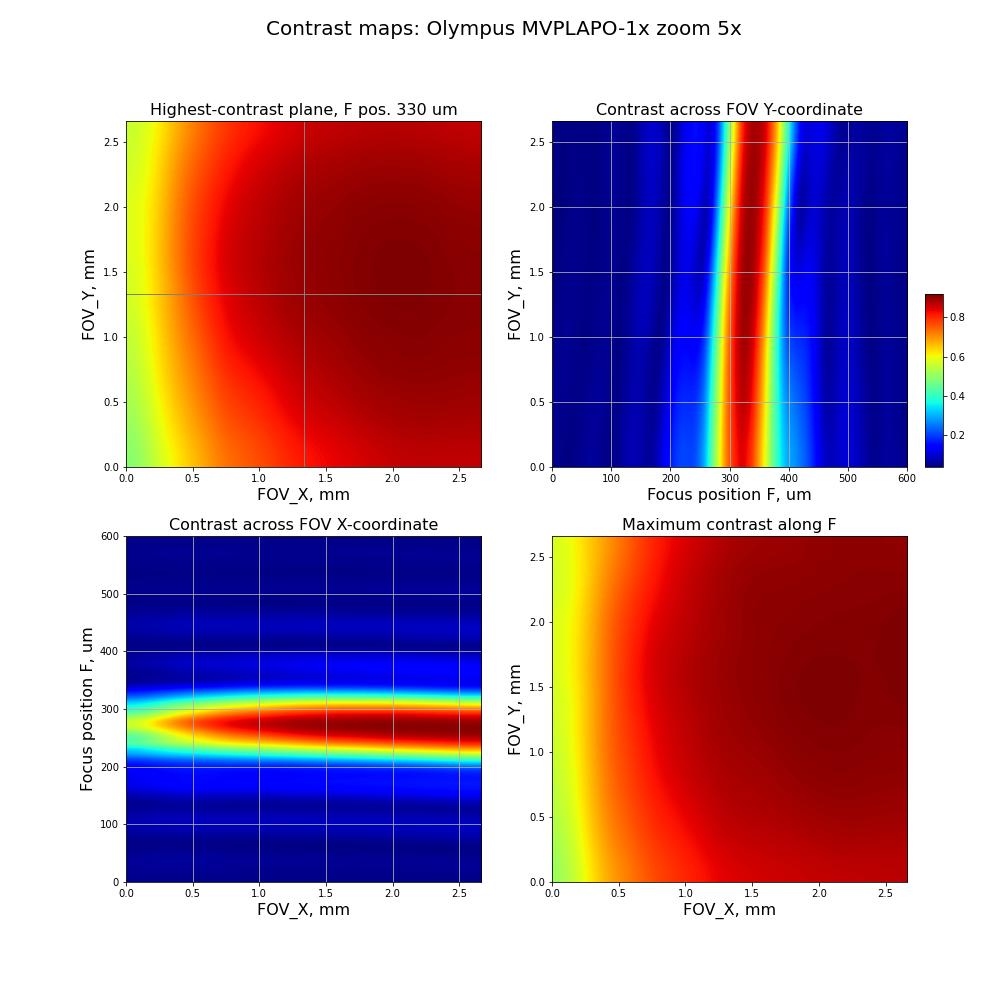 Contrast maps: Olympus MVPLAPO-1x zoom 5x
Highest-contrast plane, F pos. 330 um
FOV_Y, mm
2.5
2.0
1.5
1.0
0.5
0.0
0.0 0.5 1.0 1.5 2.0 2.5
FOV_X, mm
Contrast across FOV Y-coordinate
FOV_Y, mm
2.5
2.0
1.5
1.0
0.5
0.0
0 100 200 300 400 500 600
Focus position F, um
0.8
0.6
0.4
0.2
Contrast across FOV X-coordinate
Focus position F, um
600
500
400
300
200
100
0
0.0 0.5 1.0 1.5 2.0 2.5
FOV_X, mm
Maximum contrast along F
FOV_Y, mm
2.5
2.0
1.5
1.0
0.5
0.0
0.0 0.5 1.0 1.5 2.0 2.5
FOV_X, mm